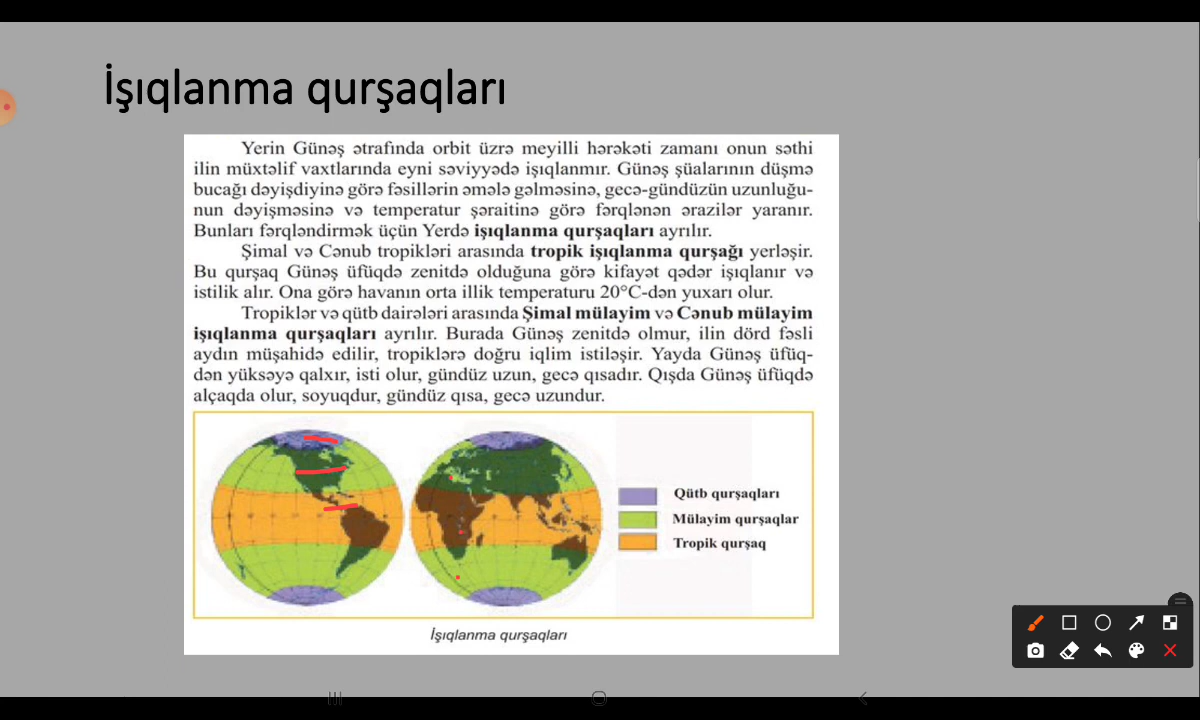 İşıqlanma qurşaqları
Yerin Günəş ətrafında orbit üzrə meyilli hərəkəti zamanı onun səthi
ilin müxtəlif vaxtlarında eyni səviyyədə işıqlanmır. Günəş şüalarının düşmə
bucağı dəyişdiyinə görə fəsillərin əmələ gəlməsinə, gecə-gündüzün uzunluğu-
nun dəyişməsinə və temperatur şəraitinə görə fərqlənən ərazilər yaranır.
Bunları fərqləndirmək üçün Yerdə işıqlanma qurşaqları ayrılır.
Şimal və Cənub tropikləri arasında tropik işıqlanma qurşağı yerləşir.
Bu qurşaq Günəş üfüqdə zenitdə olduğuna görə kifayət qədər işıqlanır və
istilik alır. Ona görə havanın orta illik temperaturu 20°C-dən yuxarı olur.
Tropiklər və qütb dairələri arasında Şimal mülayim və Cənub mülayim
işıqlanma qurşaqları ayrılır. Burada Günəş zenitdə olmur, ilin dörd fəsli
aydın müşahidə edilir, tropiklərə doğru iqlim istiləşir. Yayda Günəş üfüq-
dən yüksəyə qalxır, isti olur, gündüz uzun, gecə qısadır. Qışda Günəş üfüqdə
alçaqda olur, soyuqdur, gündüz qısa, gecə uzundur.
Qütb qurşaqları
Mülayim qurşaqlar
Tropik qurşaq
İşıqlanma qurşaqları